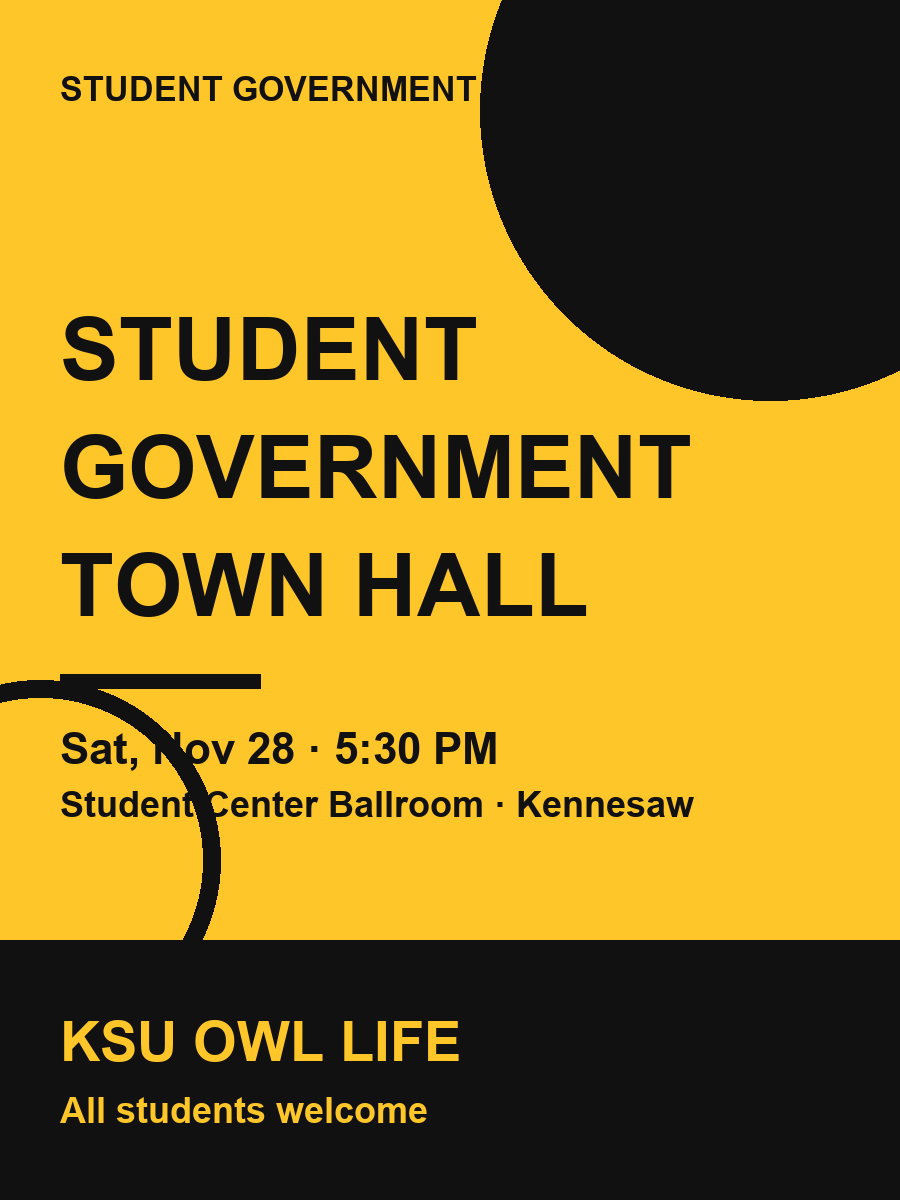 STUDENT GOVERNMENT
STUDENT
GOVERNMENT
TOWN HALL
Sat, Nov 28 · 5:30 PM
Student Center Ballroom · Kennesaw
KSU OWL LIFE
All students welcome